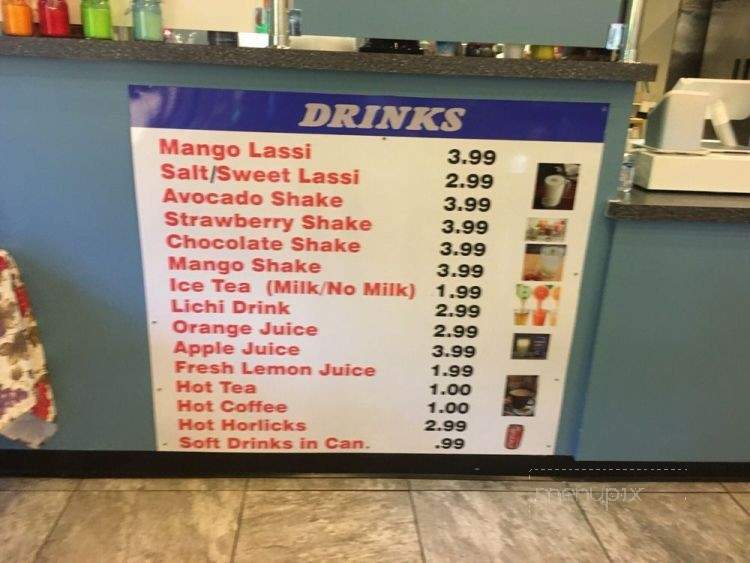 DRINKS
Mango Lassi 3.99
Salt/Sweet Lassi 2.99
Avocado Shake 3.99
Strawberry Shake 3.99
Chocolate Shake 3.99
Mango Shake 3.99
Ice Tea (Milk/No Milk) 1.99
Lichi Drink 2.99
Orange Juice 2.99
Apple Juice 3.99
Fresh Lemon Juice 1.99
Hot Tea 1.00
Hot Coffee 1.00
Hot Horlicks 2.99
Soft Drinks in Can. .99
menupix